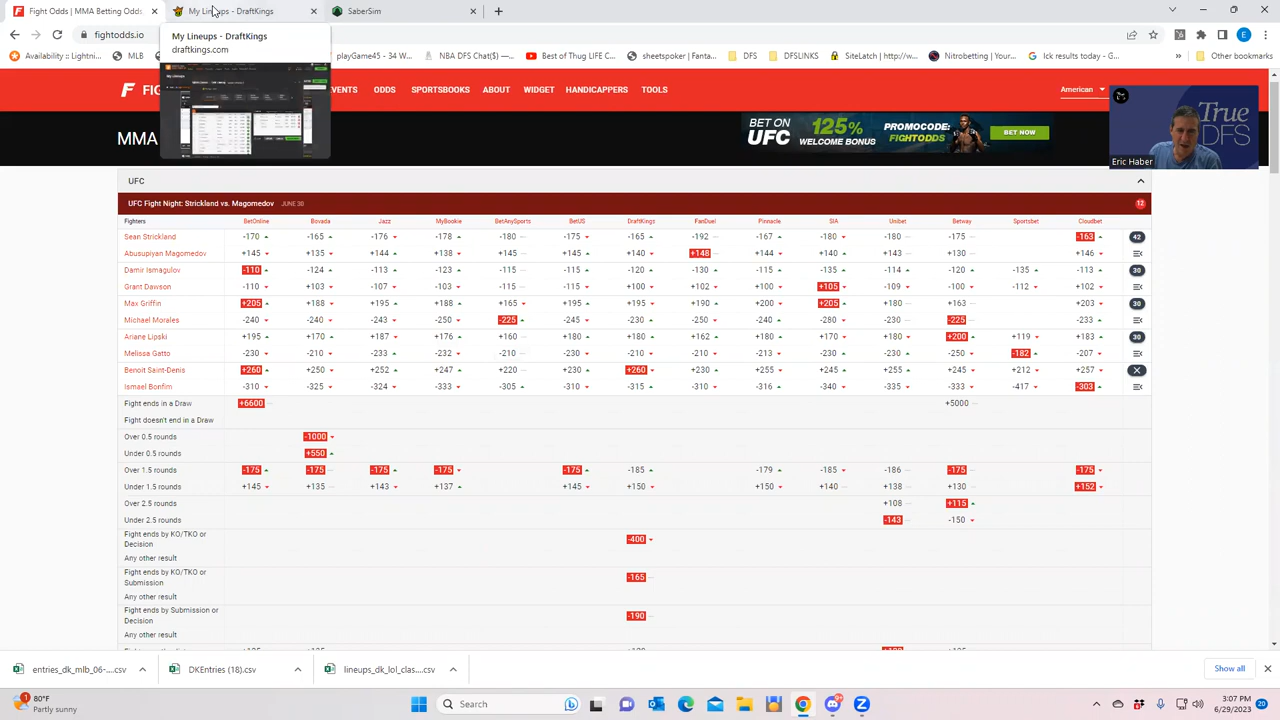 Fight Odds | MMA Betting Odds
My Lineups - DraftKings
SaberSim
fightodds.io
My Lineups - DraftKings
draftkings.com
Availability :: Lightnin...
MLB
playGame45 - 34 W...
NBA DFS Chat($) —...
Best of Thug LIFE C...
sheetspoker | Fanta...
DFS
DFSLINKS
SiteLatch | http://w...
Nitrobetting | Your...
lck results today - G...
Other bookmarks
EVENTS ODDS SPORTSBOOKS ABOUT WIDGET HANDICAPPERS TOOLS
American
MMA
BET ON UFC 125% WELCOME BONUS PROMOCODE: FIGHTODDS BET NOW
True
DFS
Eric Haber
UFC
UFC Fight Night: Strickland vs. Magomedov JUNE 30 12
Fighters BetOnline Bovada Jazz MyBookie BetAnySports BetUS DraftKings FanDuel Pinnacle SIA Unibet Betway Sportsbet Cloudbet
Sean Strickland -170 -165 -170 -178 -180 -175 -165 -192 -167 -180 -180 -175 -163 42
Abusupiyan Magomedov +145 +135 +144 +138 +145 +145 +140 +148 +144 +140 +143 +130 +146
Damir Ismagulov -110 -124 -113 -123 -115 -115 -120 -130 -115 -135 -114 -120 -135 -113 30
Grant Dawson -110 +103 -107 -103 -115 -115 +100 +102 -103 +105 -109 -100 -112 +102
Max Griffin +205 +188 +195 +188 +165 +195 +195 +190 +200 +205 +180 +163 +203 30
Michael Morales -240 -240 -240 -250 -225 -245 -230 -250 -240 -280 -230 -225 -233
Ariane Lipski +195 +170 +187 +176 +160 +180 +180 +162 +180 +170 +180 +200 +119 +183 30
Melissa Gatto -230 -210 -233 -232 -210 -230 -210 -210 -213 -230 -230 -250 -182 -207
Benoit Saint-Denis +260 +250 +252 +247 +220 +230 +260 +230 +255 +245 +255 +245 +212 +257
Ismael Bonfim -310 -325 -324 -333 -305 -310 -315 -310 -316 -340 -335 -333 -417 -303
Fight ends in a Draw +6600 +5000
Fight doesn't end in a Draw
Over 0.5 rounds -1000
Under 0.5 rounds +550
Over 1.5 rounds -175 -175 -175 -175 -175 -185 -179 -185 -186 -175 -175
Under 1.5 rounds +145 +135 +143 +137 +145 +150 +150 +140 +138 +130 +152
Over 2.5 rounds +108 +115
Under 2.5 rounds -143 -150
Fight ends by KO/TKO or
Decision -400
Any other result
Fight ends by KO/TKO or
Submission -165
Any other result
Fight ends by Submission or
Decision -190
Any other result
entries_dk_mlb_06-....csv
DKEntries (18).csv
lineups_dk_lol_clas....csv
Show all
80°F
Partly sunny
Search
3:07 PM
6/29/2023
20